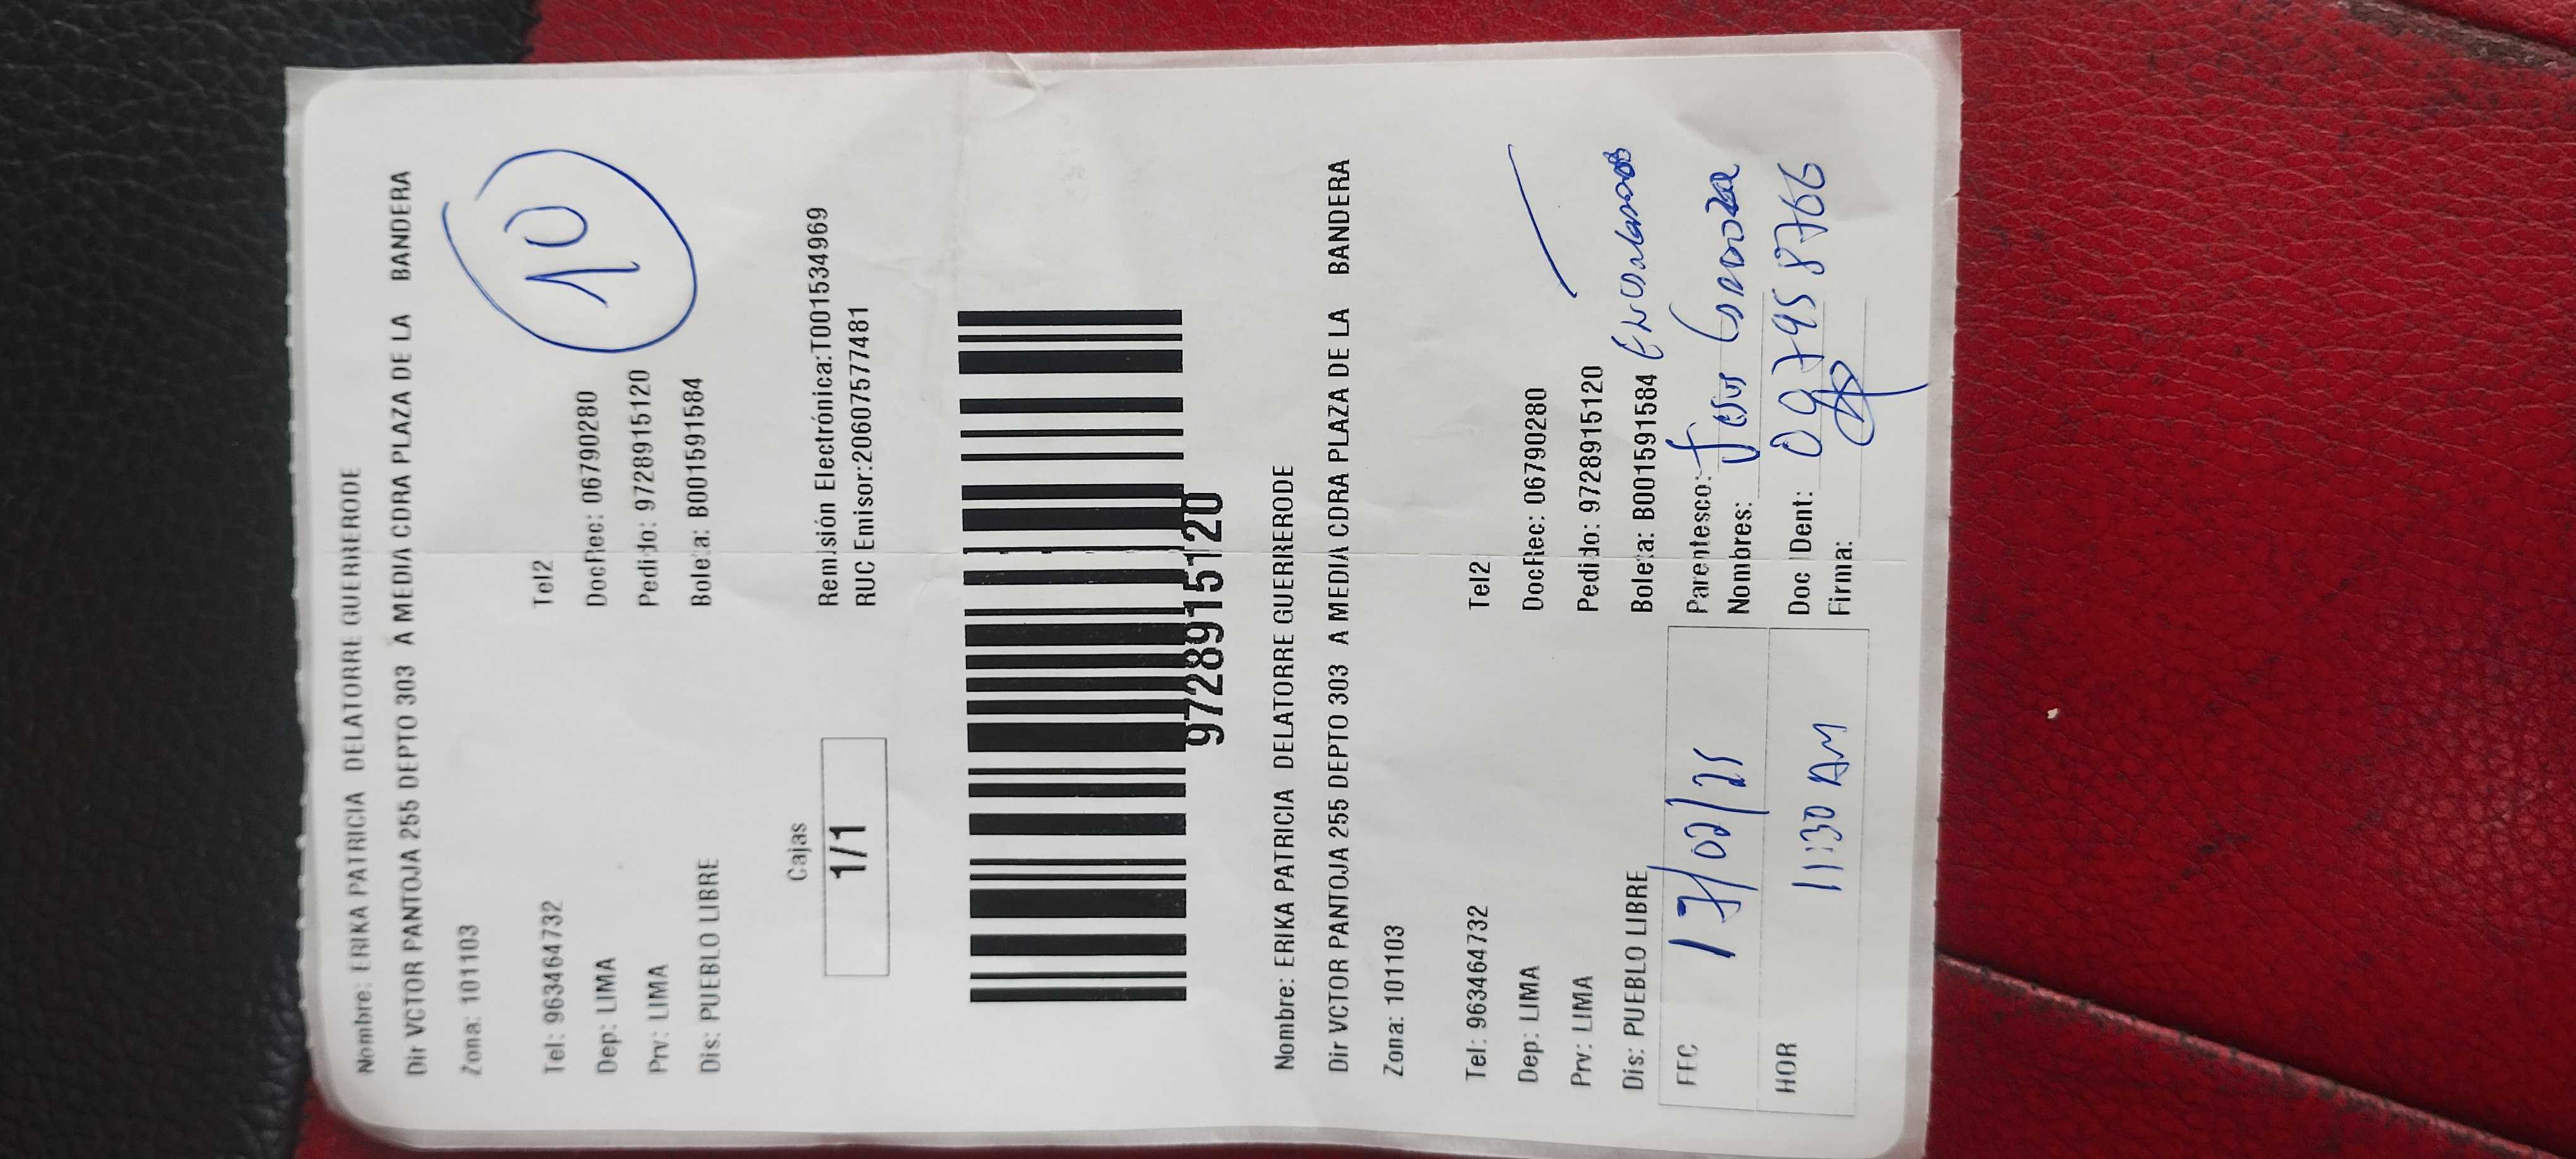 Nombre: ERIKA PATRICIA DELATORRE GUERRERODE
Dir VCTOR PANTOJA 255 DEPTO 303 A MEDIA CDRA PLAZA DE LA BANDERA
Zona: 101103
10
Tel: 963464732 Tel2
Dep: LIMA DocRec: 06790280
Prv: LIMA Pedido: 9728915120
Dis: PUEBLO LIBRE Boleta: B001591584
Cajas
1/1
Remisión Electrónica:T001534969
RUC Emisor:20607577481
9728915120
Nombre: ERIKA PATRICIA DELATORRE GUERRERODE
Dir VCTOR PANTOJA 255 DEPTO 303 A MEDIA CDRA PLAZA DE LA BANDERA
Zona: 101103
Tel: 963464732 Tel2
Dep: LIMA DocRec: 06790280
Prv: LIMA Pedido: 9728915120
Dis: PUEBLO LIBRE Boleta: B001591584
FEC 17/02/25 Parentesco:
Nombres: Jesus
HOR 11:30 AM Doc IDent: 097958766
Firma: